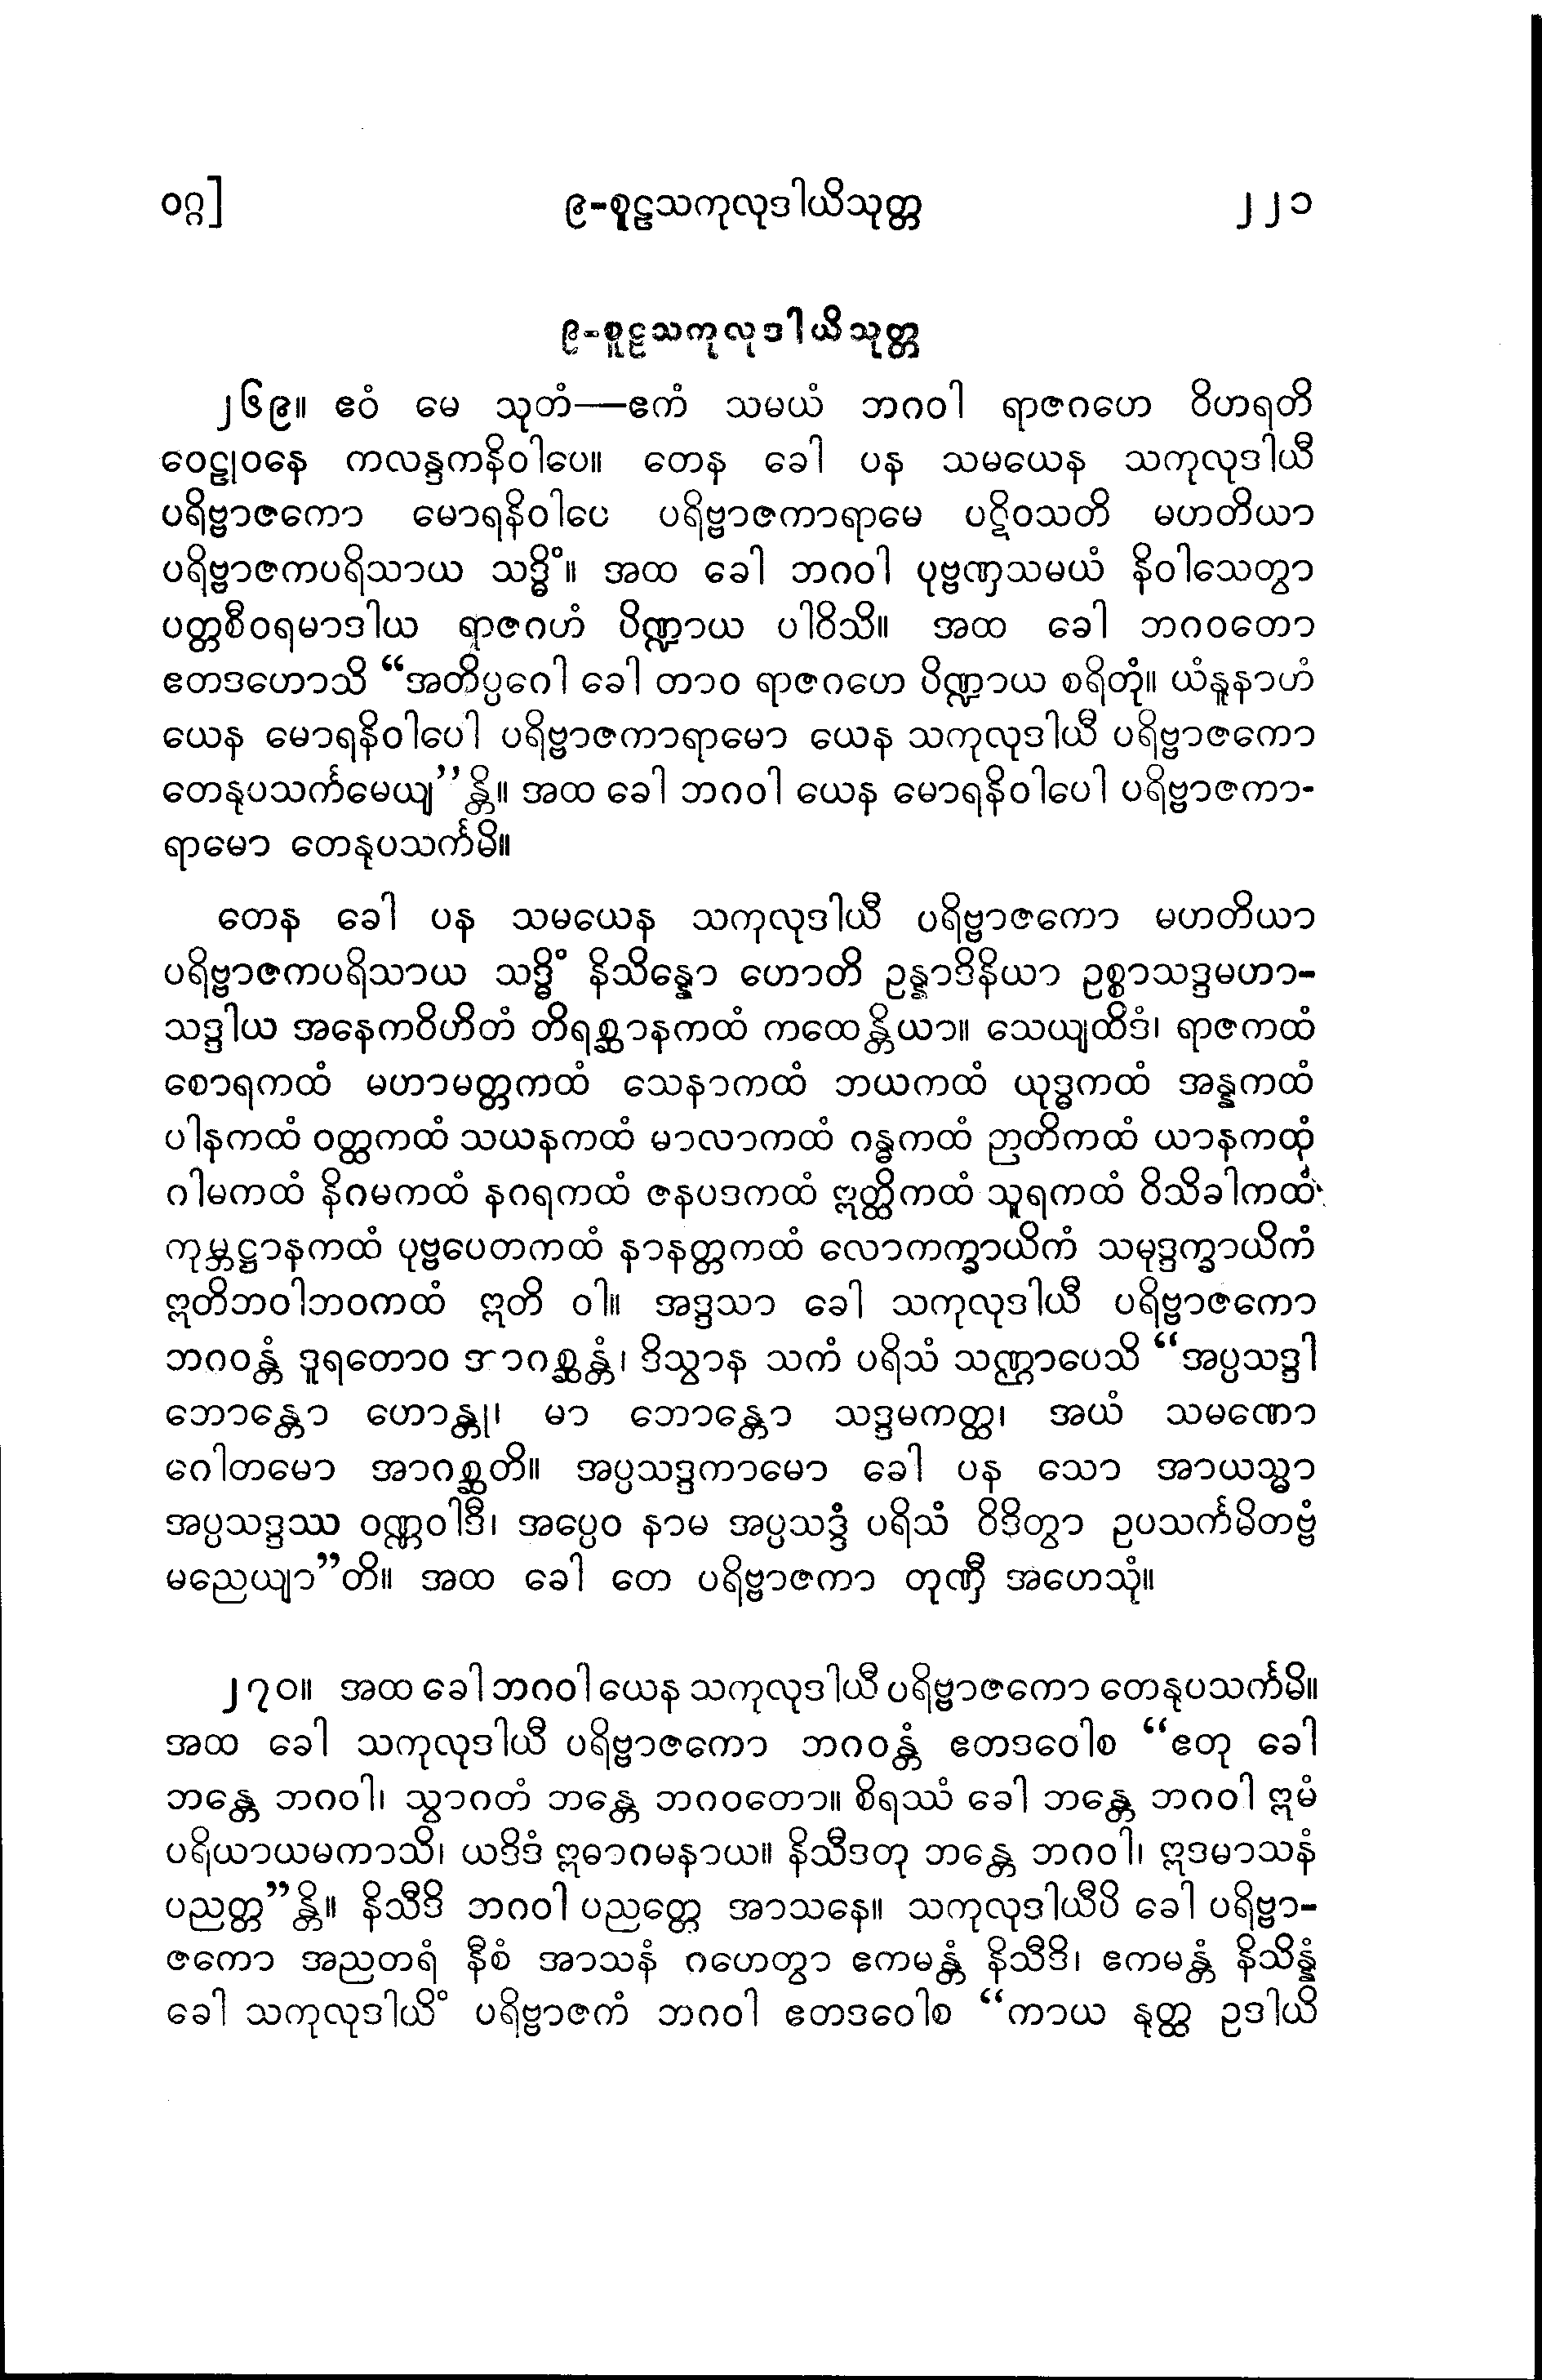 ဝဂ္ဂ] ၉-စူဠသကုလုဒါယိသုတ္တ ၂၂၁
၉-စူဠသကုလုဒါယိသုတ္တ
၂၆၉။ ဧဝံ မေ သုတံ—ဧကံ သမယံ ဘဂဝါ ရာဇဂဟေ ဝိဟရတိ
ဝေဠုဝနေ ကလန္ဒကနိဝါပေ။ တေန ခေါ ပန သမယေန သကုလုဒါယီ
ပရိဗ္ဗာဇကော မောရနိဝါပေ ပရိဗ္ဗာဇကာရာမေ ပဋိဝသတိ မဟတိယာ
ပရိဗ္ဗာဇကပရိသာယ သဒ္ဓိံ။ အထ ခေါ ဘဂဝါ ပုဗ္ဗဏှသမယံ နိဝါသေတွာ
ပတ္တစီဝရမာဒါယ ရာဇဂဟံ ပိဏ္ဍာယ ပါဝိသိ။ အထ ခေါ ဘဂဝတော
ဧတဒဟောသိ “အတိပ္ပဂေါ ခေါ တာဝ ရာဇဂဟေ ပိဏ္ဍာယ စရိတုံ။ ယံနူနာဟံ
ယေန မောရနိဝါပေါ ပရိဗ္ဗာဇကာရာမော ယေန သကုလုဒါယီ ပရိဗ္ဗာဇကော
တေနုပသင်္ကမေယျ”န္တိ။ အထ ခေါ ဘဂဝါ ယေန မောရနိဝါပေါ ပရိဗ္ဗာဇကာ-
ရာမော တေနုပသင်္ကမိ။
တေန ခေါ ပန သမယေန သကုလုဒါယီ ပရိဗ္ဗာဇကော မဟတိယာ
ပရိဗ္ဗာဇကပရိသာယ သဒ္ဓိံ နိသိန္နော ဟောတိ ဥန္နာဒိနိယာ ဥစ္စာသဒ္ဒမဟာ-
သဒ္ဒါယ အနေကဝိဟိတံ တိရစ္ဆာနကထံ ကထေန္တိယာ။ သေယျထိဒံ၊ ရာဇကထံ
စောရကထံ မဟာမတ္တကထံ သေနာကထံ ဘယကထံ ယုဒ္ဓကထံ အန္နကထံ
ပါနကထံ ဝတ္ထကထံ သယနကထံ မာလာကထံ ဂန္ဓကထံ ဉာတိကထံ ယာနကထံ
ဂါမကထံ နိဂမကထံ နဂရကထံ ဇနပဒကထံ ဣတ္ထိကထံ သူရကထံ ဝိသိခါကထံ
ကုမ္ဘဋ္ဌာနကထံ ပုဗ္ဗပေတကထံ နာနတ္တကထံ လောကက္ခာယိကံ သမုဒ္ဒက္ခာယိကံ
ဣတိဘဝါဘဝကထံ ဣတိ ဝါ။ အဒ္ဒသာ ခေါ သကုလုဒါယီ ပရိဗ္ဗာဇကော
ဘဂဝန္တံ ဒူရတောဝ အာဂစ္ဆန္တံ၊ ဒိသွာန သကံ ပရိသံ သဏ္ဌာပေသိ “အပ္ပသဒ္ဒါ
ဘောန္တော ဟောန္တု၊ မာ ဘောန္တော သဒ္ဒမကတ္ထ၊ အယံ သမဏော
ဂေါတမော အာဂစ္ဆတိ။ အပ္ပသဒ္ဒကာမော ခေါ ပန သော အာယသ္မာ
အပ္ပသဒ္ဒဿ ဝဏ္ဏဝါဒီ၊ အပ္ပေဝ နာမ အပ္ပသဒ္ဒံ ပရိသံ ဝိဒိတွာ ဥပသင်္ကမိတဗ္ဗံ
မညေယျာ”တိ။ အထ ခေါ တေ ပရိဗ္ဗာဇကာ တုဏှီ အဟေသုံ။
၂၇၀။ အထ ခေါ ဘဂဝါ ယေန သကုလုဒါယီ ပရိဗ္ဗာဇကော တေနုပသင်္ကမိ။
အထ ခေါ သကုလုဒါယီ ပရိဗ္ဗာဇကော ဘဂဝန္တံ ဧတဒဝေါစ “ဧတု ခေါ
ဘန္တေ ဘဂဝါ၊ သွာဂတံ ဘန္တေ ဘဂဝတော။ စိရဿံ ခေါ ဘန္တေ ဘဂဝါ ဣမံ
ပရိယာယမကာသိ၊ ယဒိဒံ ဣဓာဂမနာယ။ နိသီဒတု ဘန္တေ ဘဂဝါ၊ ဣဒမာသနံ
ပညတ္တ”န္တိ။ နိသီဒိ ဘဂဝါ ပညတ္တေ အာသနေ။ သကုလုဒါယီပိ ခေါ ပရိဗ္ဗာ-
ဇကော အညတရံ နီစံ အာသနံ ဂဟေတွာ ဧကမန္တံ နိသီဒိ၊ ဧကမန္တံ နိသိန္နံ
ခေါ သကုလုဒါယိံ ပရိဗ္ဗာဇကံ ဘဂဝါ ဧတဒဝေါစ “ကာယ နုတ္ထ ဥဒါယိ